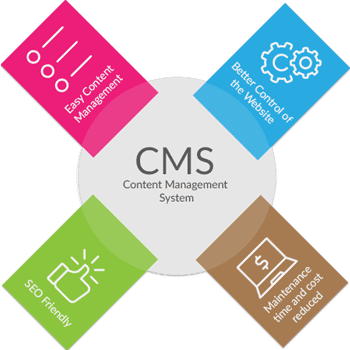 Easy Content
Management
Better Control of
the Website
CMS
Content Management
System
SEO Friendly
$
Maintenance
time and cost
reduced